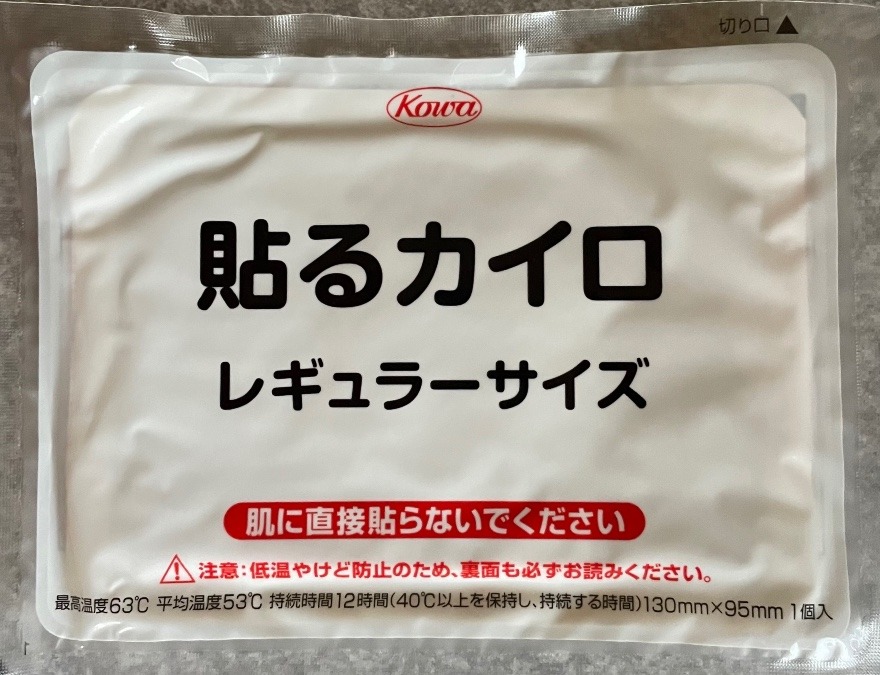 切り口▲
Kowa
貼るカイロ
レギュラーサイズ
肌に直接貼らないでください
注意:低温やけど防止のため、裏面も必ずお読みください。
最高温度63℃ 平均温度53℃ 持続時間12時間(40℃以上を保持し、持続する時間)130mm×95mm 1個入